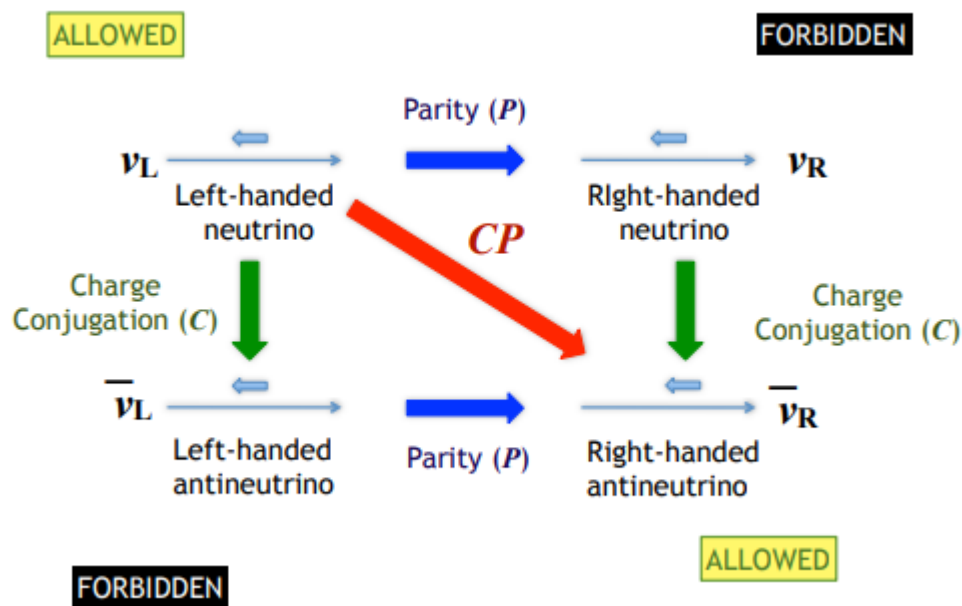 ALLOWED
FORBIDDEN
Parity (P)
νL
νR
Left-handed
neutrino
RIght-handed
neutrino
CP
Charge
Conjugation (C)
Charge
Conjugation (C)
ν̅L
ν̅R
Left-handed
antineutrino
Parity (P)
Right-handed
antineutrino
ALLOWED
FORBIDDEN